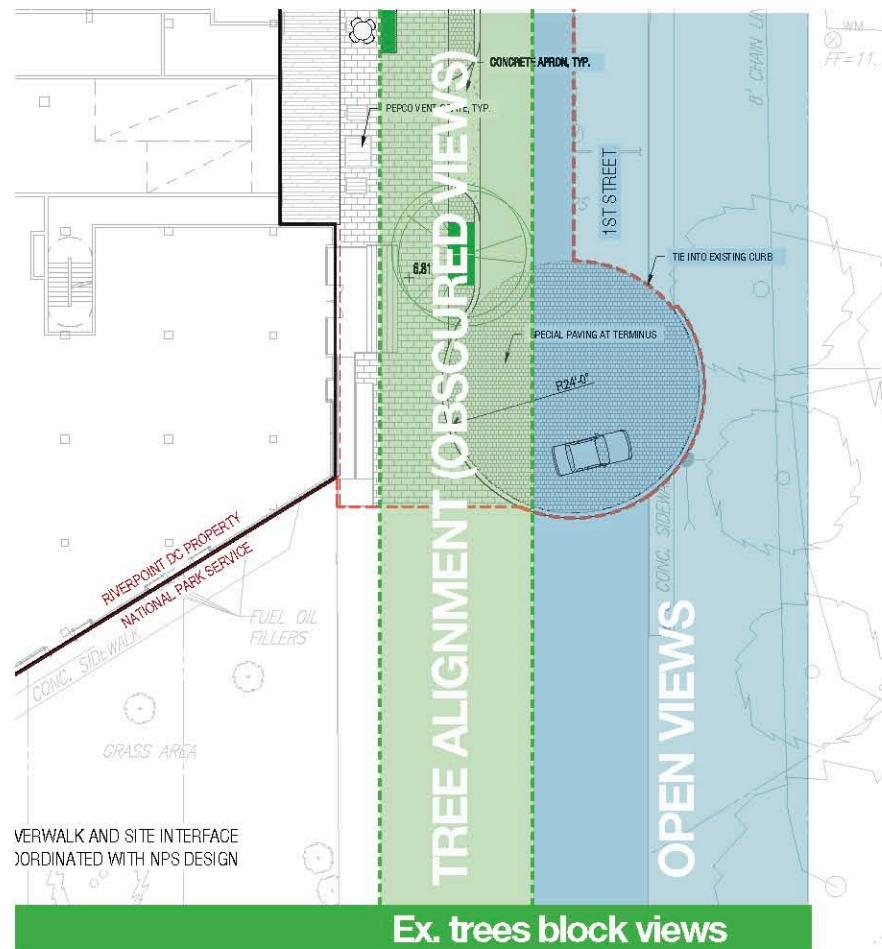 WM
FF=11.
8' CHAIN LIN
CONCRETE APRON, TYP.
PEPCO VENT GRATE, TYP.
1ST STREET
TIE INTO EXISTING CURB
6.81
PECIAL PAVING AT TERMINUS
R24'-0"
TREE ALIGNMENT (OBSCURED VIEWS)
OPEN VIEWS
CONC. SIDEWALK
RIVERPOINT DC PROPERTY
NATIONAL PARK SERVICE
FUEL OIL
FILLERS
CONC. SIDEWALK
GRASS AREA
VERWALK AND SITE INTERFACE
OORDINATED WITH NPS DESIGN
Ex. trees block views